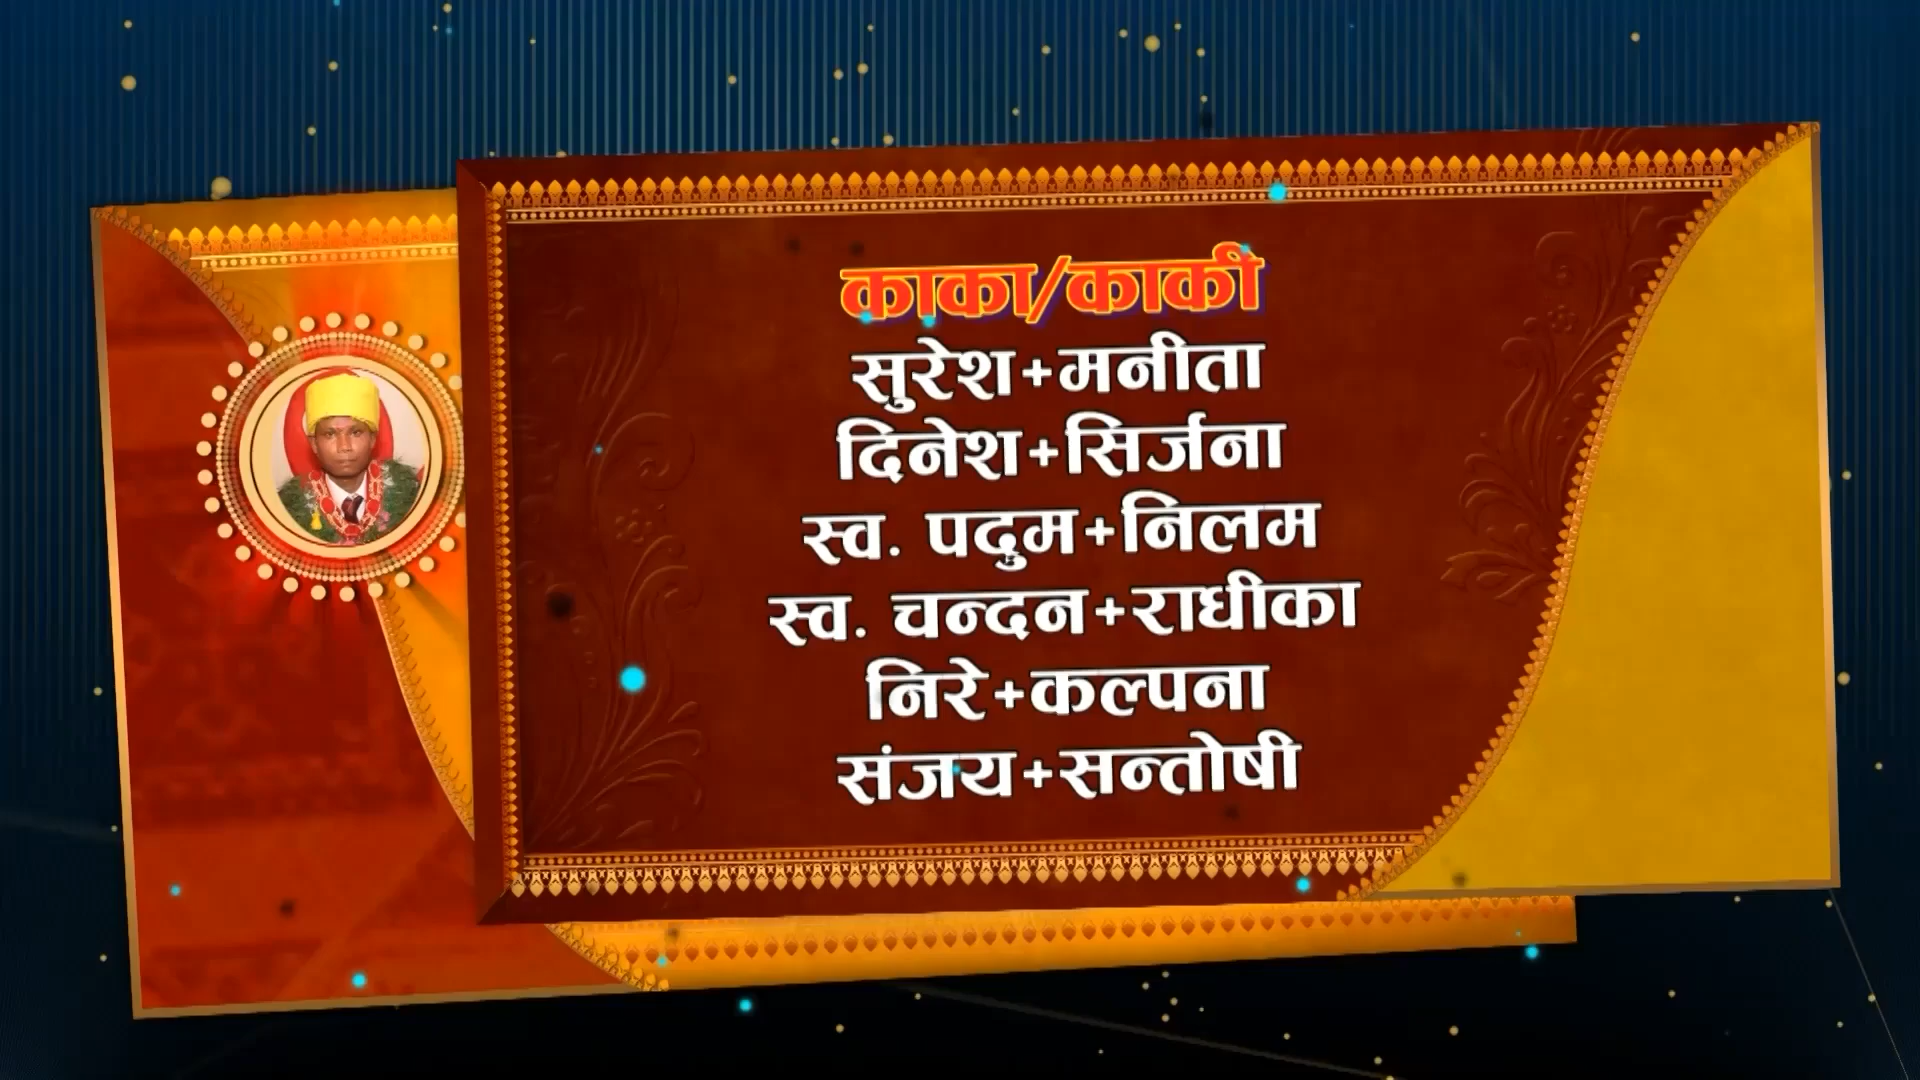 काका/काकी
सुरेश+मनीता
दिनेश+सिर्जना
स्व. पदुम+निलम
स्व. चन्दन+राधीका
निरे+कल्पना
संजय+सन्तोषी